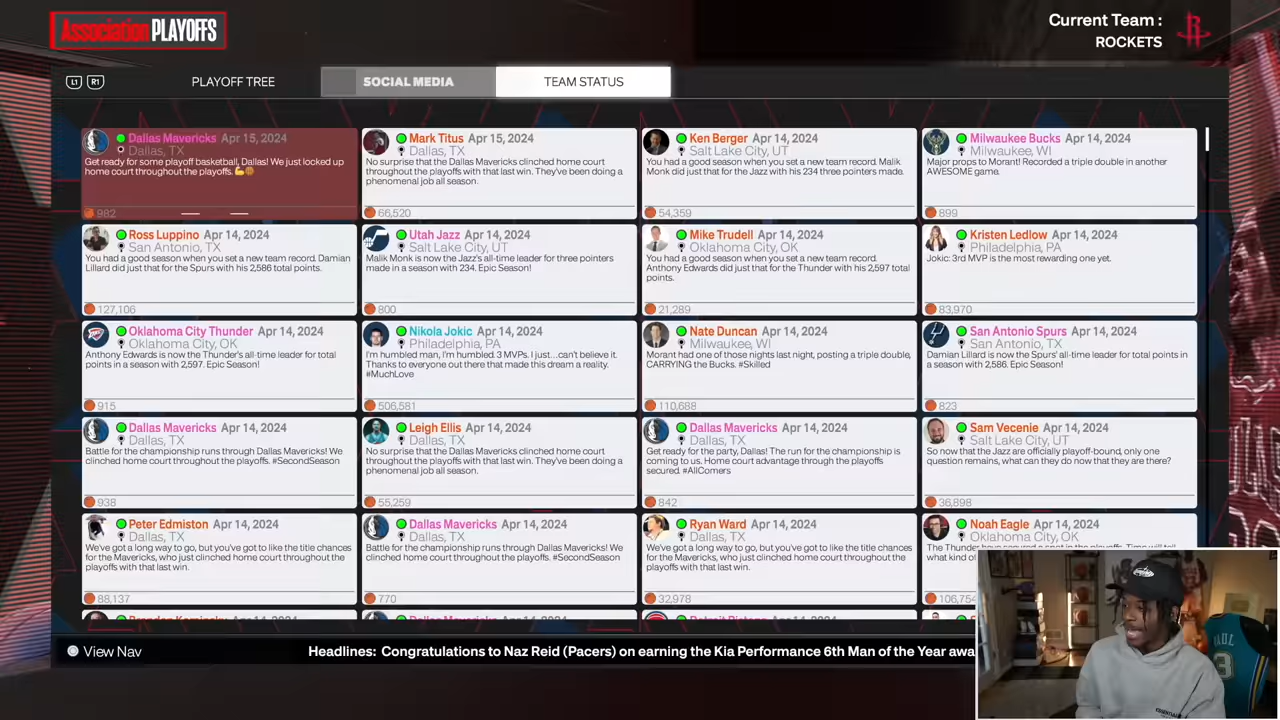 Association PLAYOFFS
Current Team :
ROCKETS
L1 R1
PLAYOFF TREE
SOCIAL MEDIA
TEAM STATUS
Dallas Mavericks Apr 15, 2024
Dallas, TX
Get ready for some playoff basketball, Dallas! We just locked up
home court throughout the playoffs. 💪🏀
982
Mark Titus Apr 15, 2024
Dallas, TX
No surprise that the Dallas Mavericks clinched home court
throughout the playoffs with that last win. They've been doing a
phenomenal job all season.
66,520
Ken Berger Apr 14, 2024
Salt Lake City, UT
You had a good season when you set a new team record. Malik
Monk did just that for the Jazz with his 234 three pointers made.
54,359
Milwaukee Bucks Apr 14, 2024
Milwaukee, WI
Major props to Morant! Recorded a triple double in another
AWESOME game.
899
Ross Luppino Apr 14, 2024
San Antonio, TX
You had a good season when you set a new team record. Damian
Lillard did just that for the Spurs with his 2,586 total points.
127,106
Utah Jazz Apr 14, 2024
Salt Lake City, UT
Malik Monk is now the Jazz's all-time leader for three pointers
made in a season with 234. Epic Season!
800
Mike Trudell Apr 14, 2024
Oklahoma City, OK
You had a good season when you set a new team record.
Anthony Edwards did just that for the Thunder with his 2,597 total
points.
21,289
Kristen Ledlow Apr 14, 2024
Philadelphia, PA
Jokic: 3rd MVP is the most rewarding one yet.
83,970
Oklahoma City Thunder Apr 14, 2024
Oklahoma City, OK
Anthony Edwards is now the Thunder's all-time leader for total
points in a season with 2,597. Epic Season!
915
Nikola Jokic Apr 14, 2024
Philadelphia, PA
I'm humbled man, I'm humbled. 3 MVPs. I just...can't believe it.
Thanks to everyone out there that made this dream a reality.
#MuchLove
506,581
Nate Duncan Apr 14, 2024
Milwaukee, WI
Morant had one of those nights last night, posting a triple double,
CARRYING the Bucks. #Skilled
110,688
San Antonio Spurs Apr 14, 2024
San Antonio, TX
Damian Lillard is now the Spurs' all-time leader for total points in
a season with 2,586. Epic Season!
823
Dallas Mavericks Apr 14, 2024
Dallas, TX
Battle for the championship runs through Dallas Mavericks! We
clinched home court throughout the playoffs. #SecondSeason
938
Leigh Ellis Apr 14, 2024
Dallas, TX
No surprise that the Dallas Mavericks clinched home court
throughout the playoffs with that last win. They've been doing a
phenomenal job all season.
55,259
Dallas Mavericks Apr 14, 2024
Dallas, TX
Get ready for the party, Dallas! The run for the championship is
coming to us. Home court advantage through the playoffs
secured. #AllComers
842
Sam Vecenie Apr 14, 2024
Salt Lake City, UT
So now that the Jazz are officially playoff-bound, only one
question remains, what can they do now that they are there?
36,898
Peter Edmiston Apr 14, 2024
Dallas, TX
We've got a long way to go, but you've got to like the title chances
for the Mavericks, who just clinched home court throughout the
playoffs with that last win.
88,137
Dallas Mavericks Apr 14, 2024
Dallas, TX
Battle for the championship runs through Dallas Mavericks! We
clinched home court throughout the playoffs. #SecondSeason
770
Ryan Ward Apr 14, 2024
Dallas, TX
We've got a long way to go, but you've got to like the title chances
for the Mavericks, who just clinched home court throughout the
playoffs with that last win.
32,978
Noah Eagle Apr 14, 2024
Oklahoma City, OK
The Thunder have secured a spot in the playoffs. Time will tell
what kind of
106,754
Dallas Mavericks Apr 14, 2024
Detroit Pistons Apr 14, 2024
View Nav
Headlines: Congratulations to Naz Reid (Pacers) on earning the Kia Performance 6th Man of the Year awa